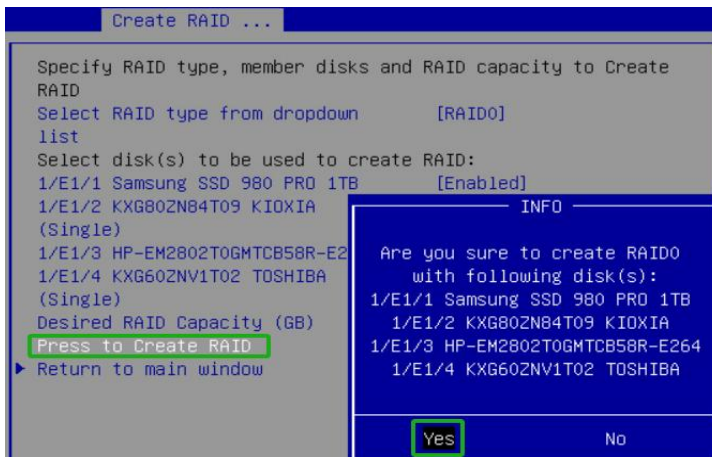 Create RAID ...
Specify RAID type, member disks and RAID capacity to Create
RAID
Select RAID type from dropdown [RAID0]
list
Select disk(s) to be used to create RAID:
1/E1/1 Samsung SSD 980 PRO 1TB [Enabled]
1/E1/2 KXG80ZN84T09 KIOXIA
(Single)
1/E1/3 HP-EM2802TOGMTCB58R-E2
1/E1/4 KXG60ZNV1T02 TOSHIBA
(Single)
Desired RAID Capacity (GB)
Press to Create RAID
Return to main window
INFO
Are you sure to create RAID0
with following disk(s):
1/E1/1 Samsung SSD 980 PRO 1TB
1/E1/2 KXG80ZN84T09 KIOXIA
1/E1/3 HP-EM2802TOGMTCB58R-E264
1/E1/4 KXG60ZNV1T02 TOSHIBA
Yes No